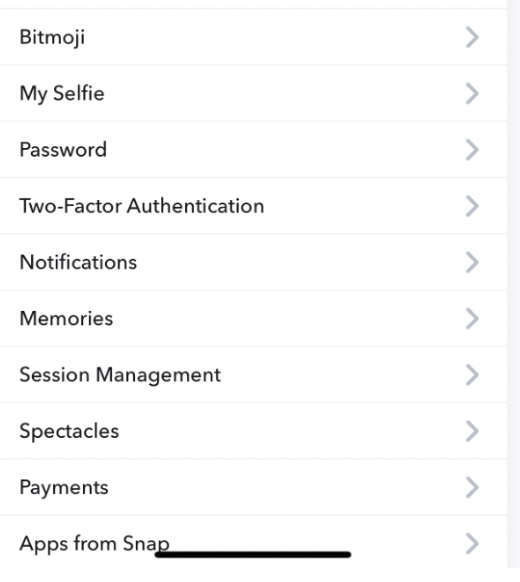 Bitmoji
My Selfie
Password
Two-Factor Authentication
Notifications
Memories
Session Management
Spectacles
Payments
Apps from Snap